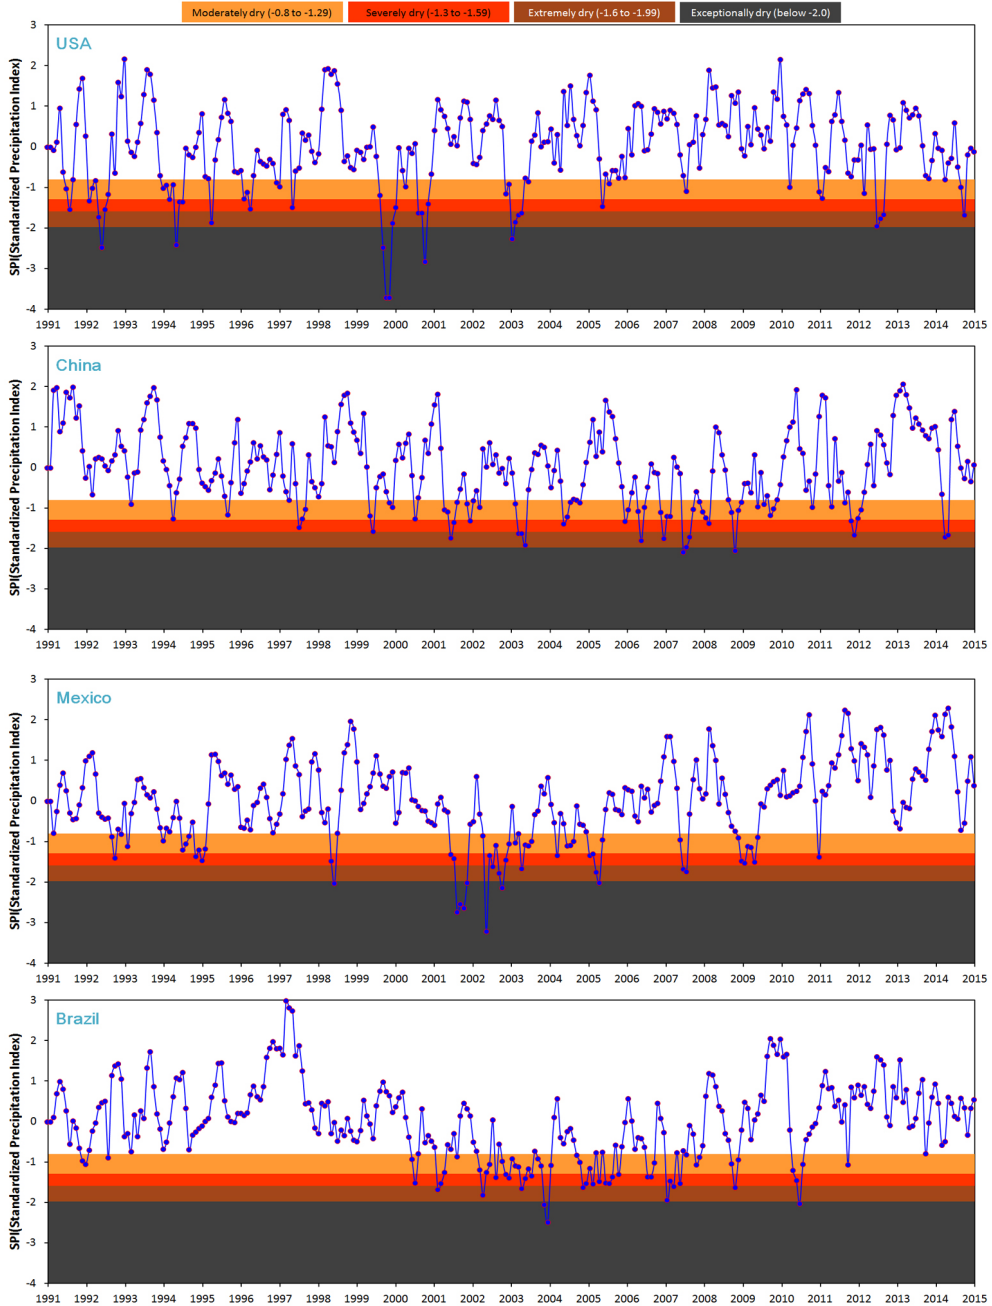 Moderately dry (-0.8 to -1.29) Severely dry (-1.3 to -1.59) Extremely dry (-1.6 to -1.99) Exceptionally dry (below -2.0)
USA
SPI(Standardized Precipitation Index)
3
2
1
0
-1
-2
-3
-4
1991 1992 1993 1994 1995 1996 1997 1998 1999 2000 2001 2002 2003 2004 2005 2006 2007 2008 2009 2010 2011 2012 2013 2014 2015
China
SPI(Standardized Precipitation Index)
3
2
1
0
-1
-2
-3
-4
1991 1992 1993 1994 1995 1996 1997 1998 1999 2000 2001 2002 2003 2004 2005 2006 2007 2008 2009 2010 2011 2012 2013 2014 2015
Mexico
SPI(Standardized Precipitation Index)
3
2
1
0
-1
-2
-3
-4
1991 1992 1993 1994 1995 1996 1997 1998 1999 2000 2001 2002 2003 2004 2005 2006 2007 2008 2009 2010 2011 2012 2013 2014 2015
Brazil
SPI(Standardized Precipitation Index)
3
2
1
0
-1
-2
-3
-4
1991 1992 1993 1994 1995 1996 1997 1998 1999 2000 2001 2002 2003 2004 2005 2006 2007 2008 2009 2010 2011 2012 2013 2014 2015